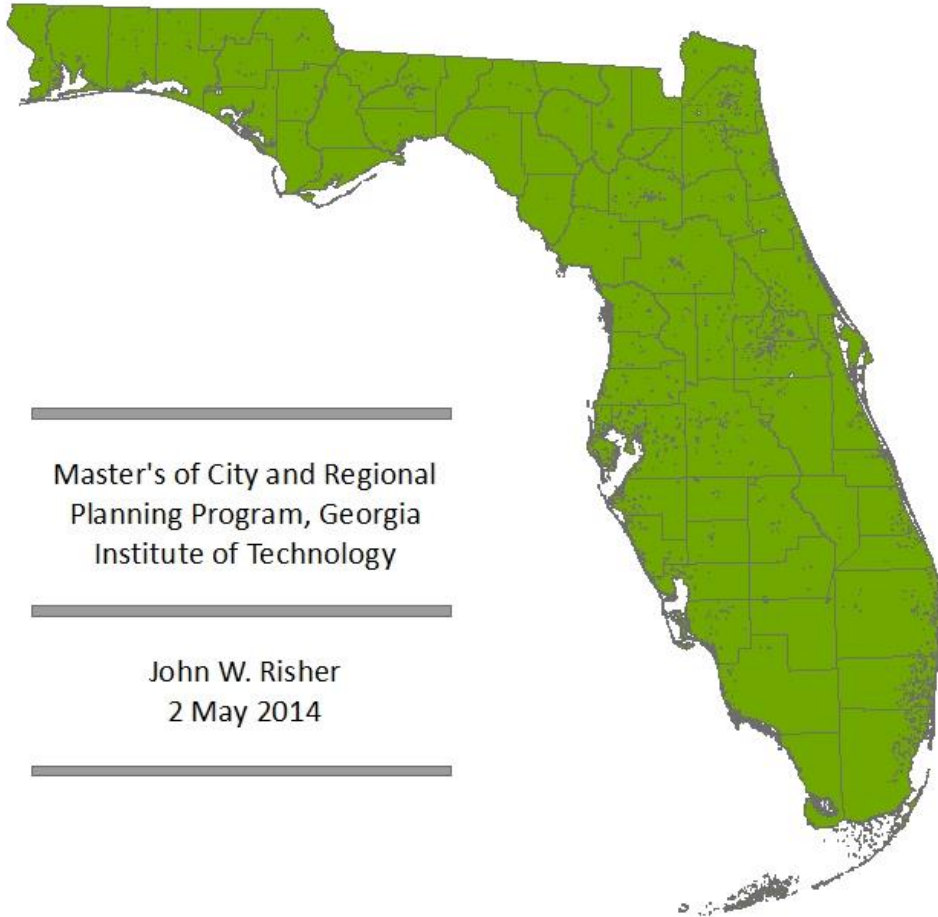 Master's of City and Regional
Planning Program, Georgia
Institute of Technology
John W. Risher
2 May 2014